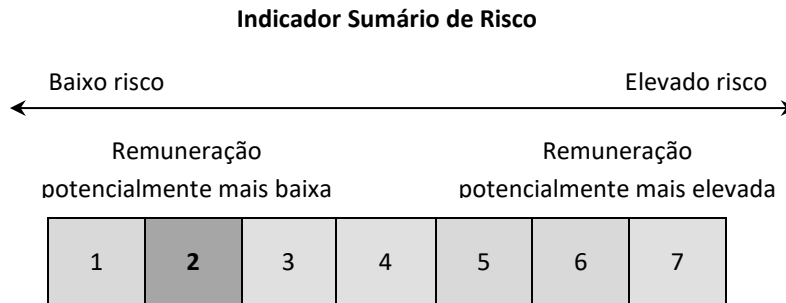 Indicador Sumário de Risco
Baixo risco Elevado risco
Remuneração Remuneração
potencialmente mais baixa potencialmente mais elevada
1 2 3 4 5 6 7